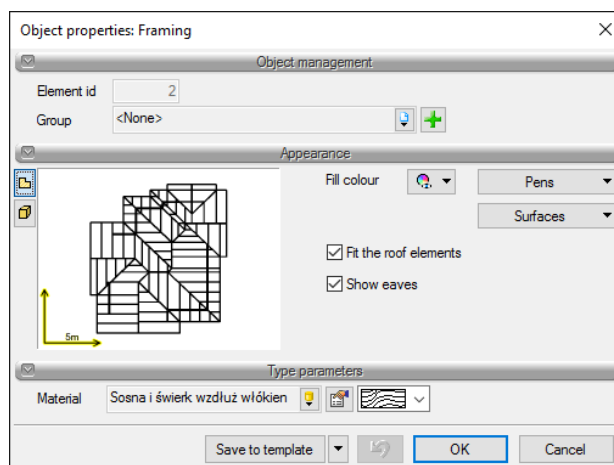 Object properties: Framing
Object management
Element id 2
Group <None>
Appearance
Fill colour Pens
Surfaces
Fit the roof elements
Show eaves
5m
Type parameters
Material Sosna i świerk wzdłuż włókien
Save to template OK Cancel